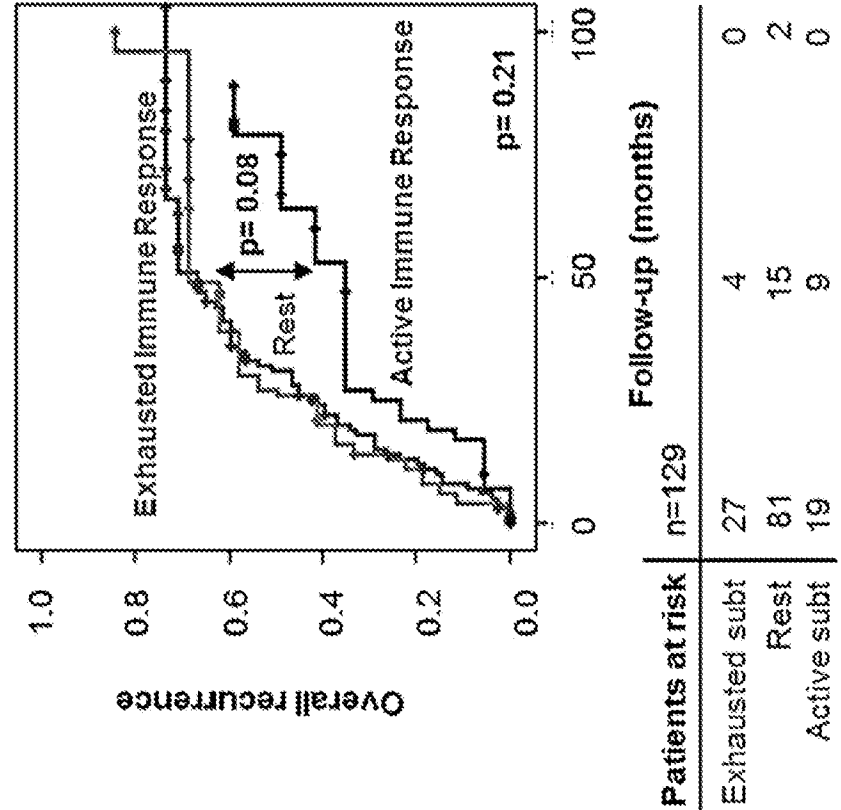 Overall recurrence
1.0
0.8
0.6
0.4
0.2
0.0
Exhausted Immune Response
p= 0.08
Rest
Active Immune Response
p= 0.21
0 50 100
Follow-up (months)
Patients at risk n=129
Exhausted subt 27 4 0
Rest 81 15 2
Active subt 19 9 0